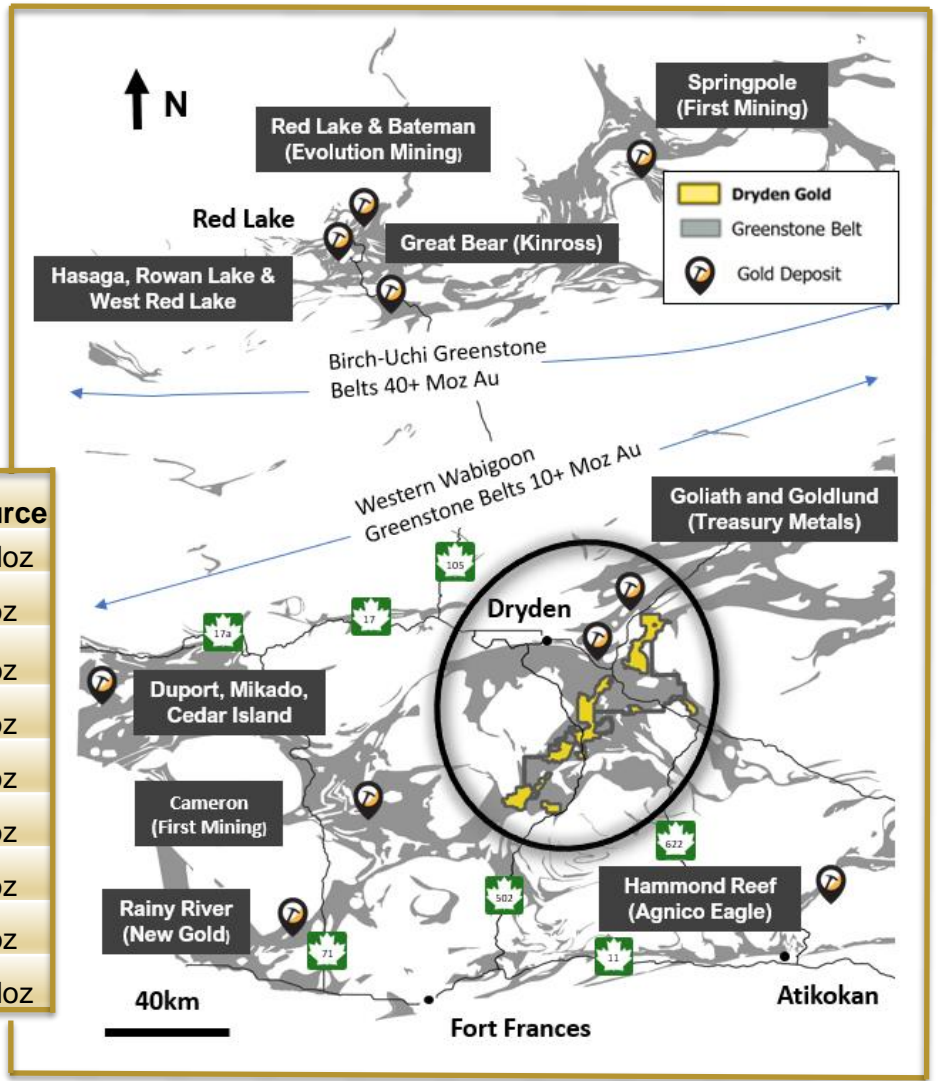 N
Springpole
(First Mining)
Red Lake & Bateman
(Evolution Mining)
Dryden Gold
Greenstone Belt
Gold Deposit
Red Lake
Great Bear (Kinross)
Hasaga, Rowan Lake &
West Red Lake
Birch-Uchi Greenstone
Belts 40+ Moz Au
Western Wabigoon
Greenstone Belts 10+ Moz Au
Goliath and Goldlund
(Treasury Metals)
105
17
17a
Dryden
Duport, Mikado,
Cedar Island
Cameron
(First Mining)
622
502
Hammond Reef
(Agnico Eagle)
Rainy River
(New Gold)
71
11
40km
Fort Frances
Atikokan